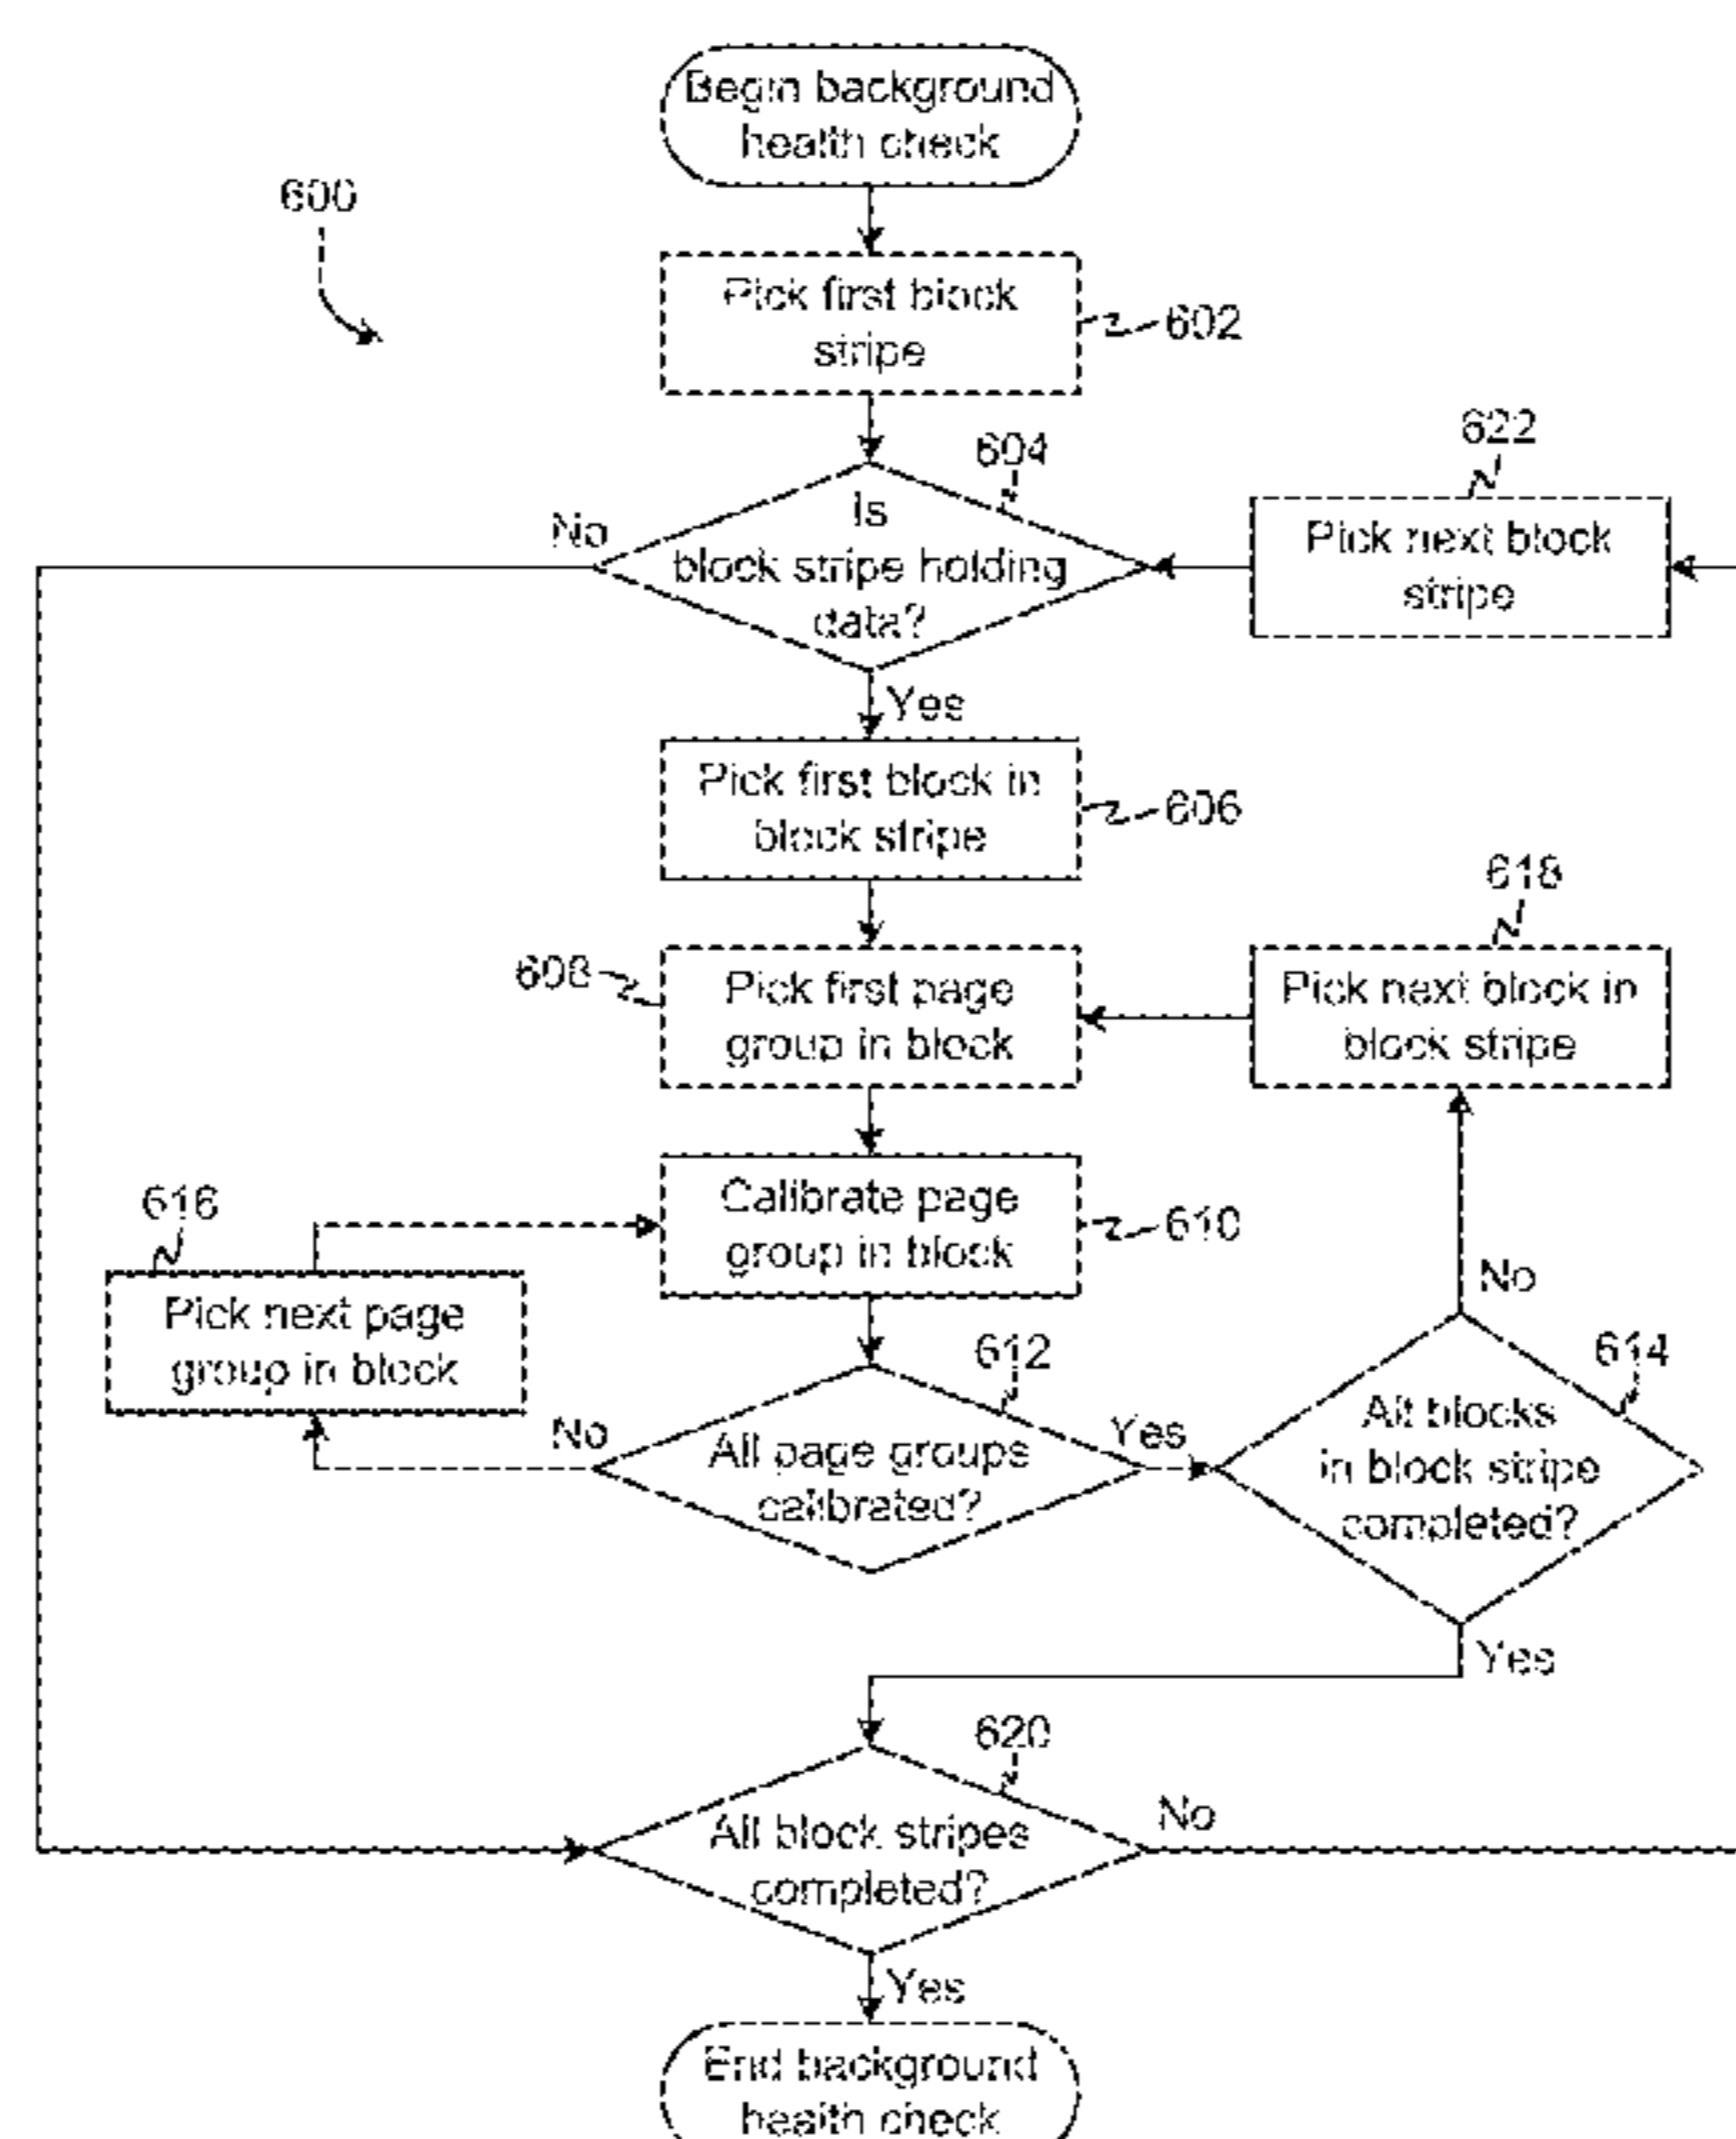 Begin background
health check
600
Pick first block
stripe
602
604
622
Is
block stripe holding
data?
No
Pick next block
stripe
Yes
Pick first block in
block stripe
606
618
608
Pick first page
group in block
Pick next block in
block stripe
616
Calibrate page
group in block
610
No
Pick next page
group in block
612
614
No
All page groups
calibrated?
Yes
All blocks
in block stripe
completed?
Yes
620
All block stripes
completed?
No
Yes
End background
health check